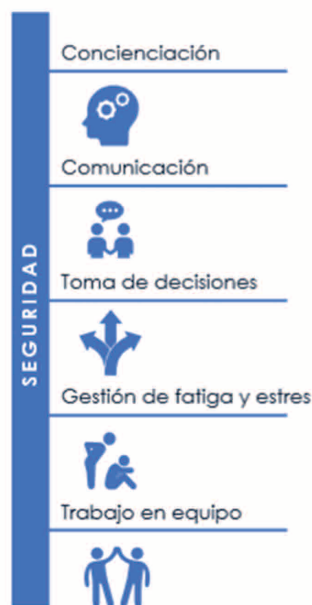 SEGURIDAD
Concienciación
Comunicación
Toma de decisiones
Gestión de fatiga y estres
Trabajo en equipo